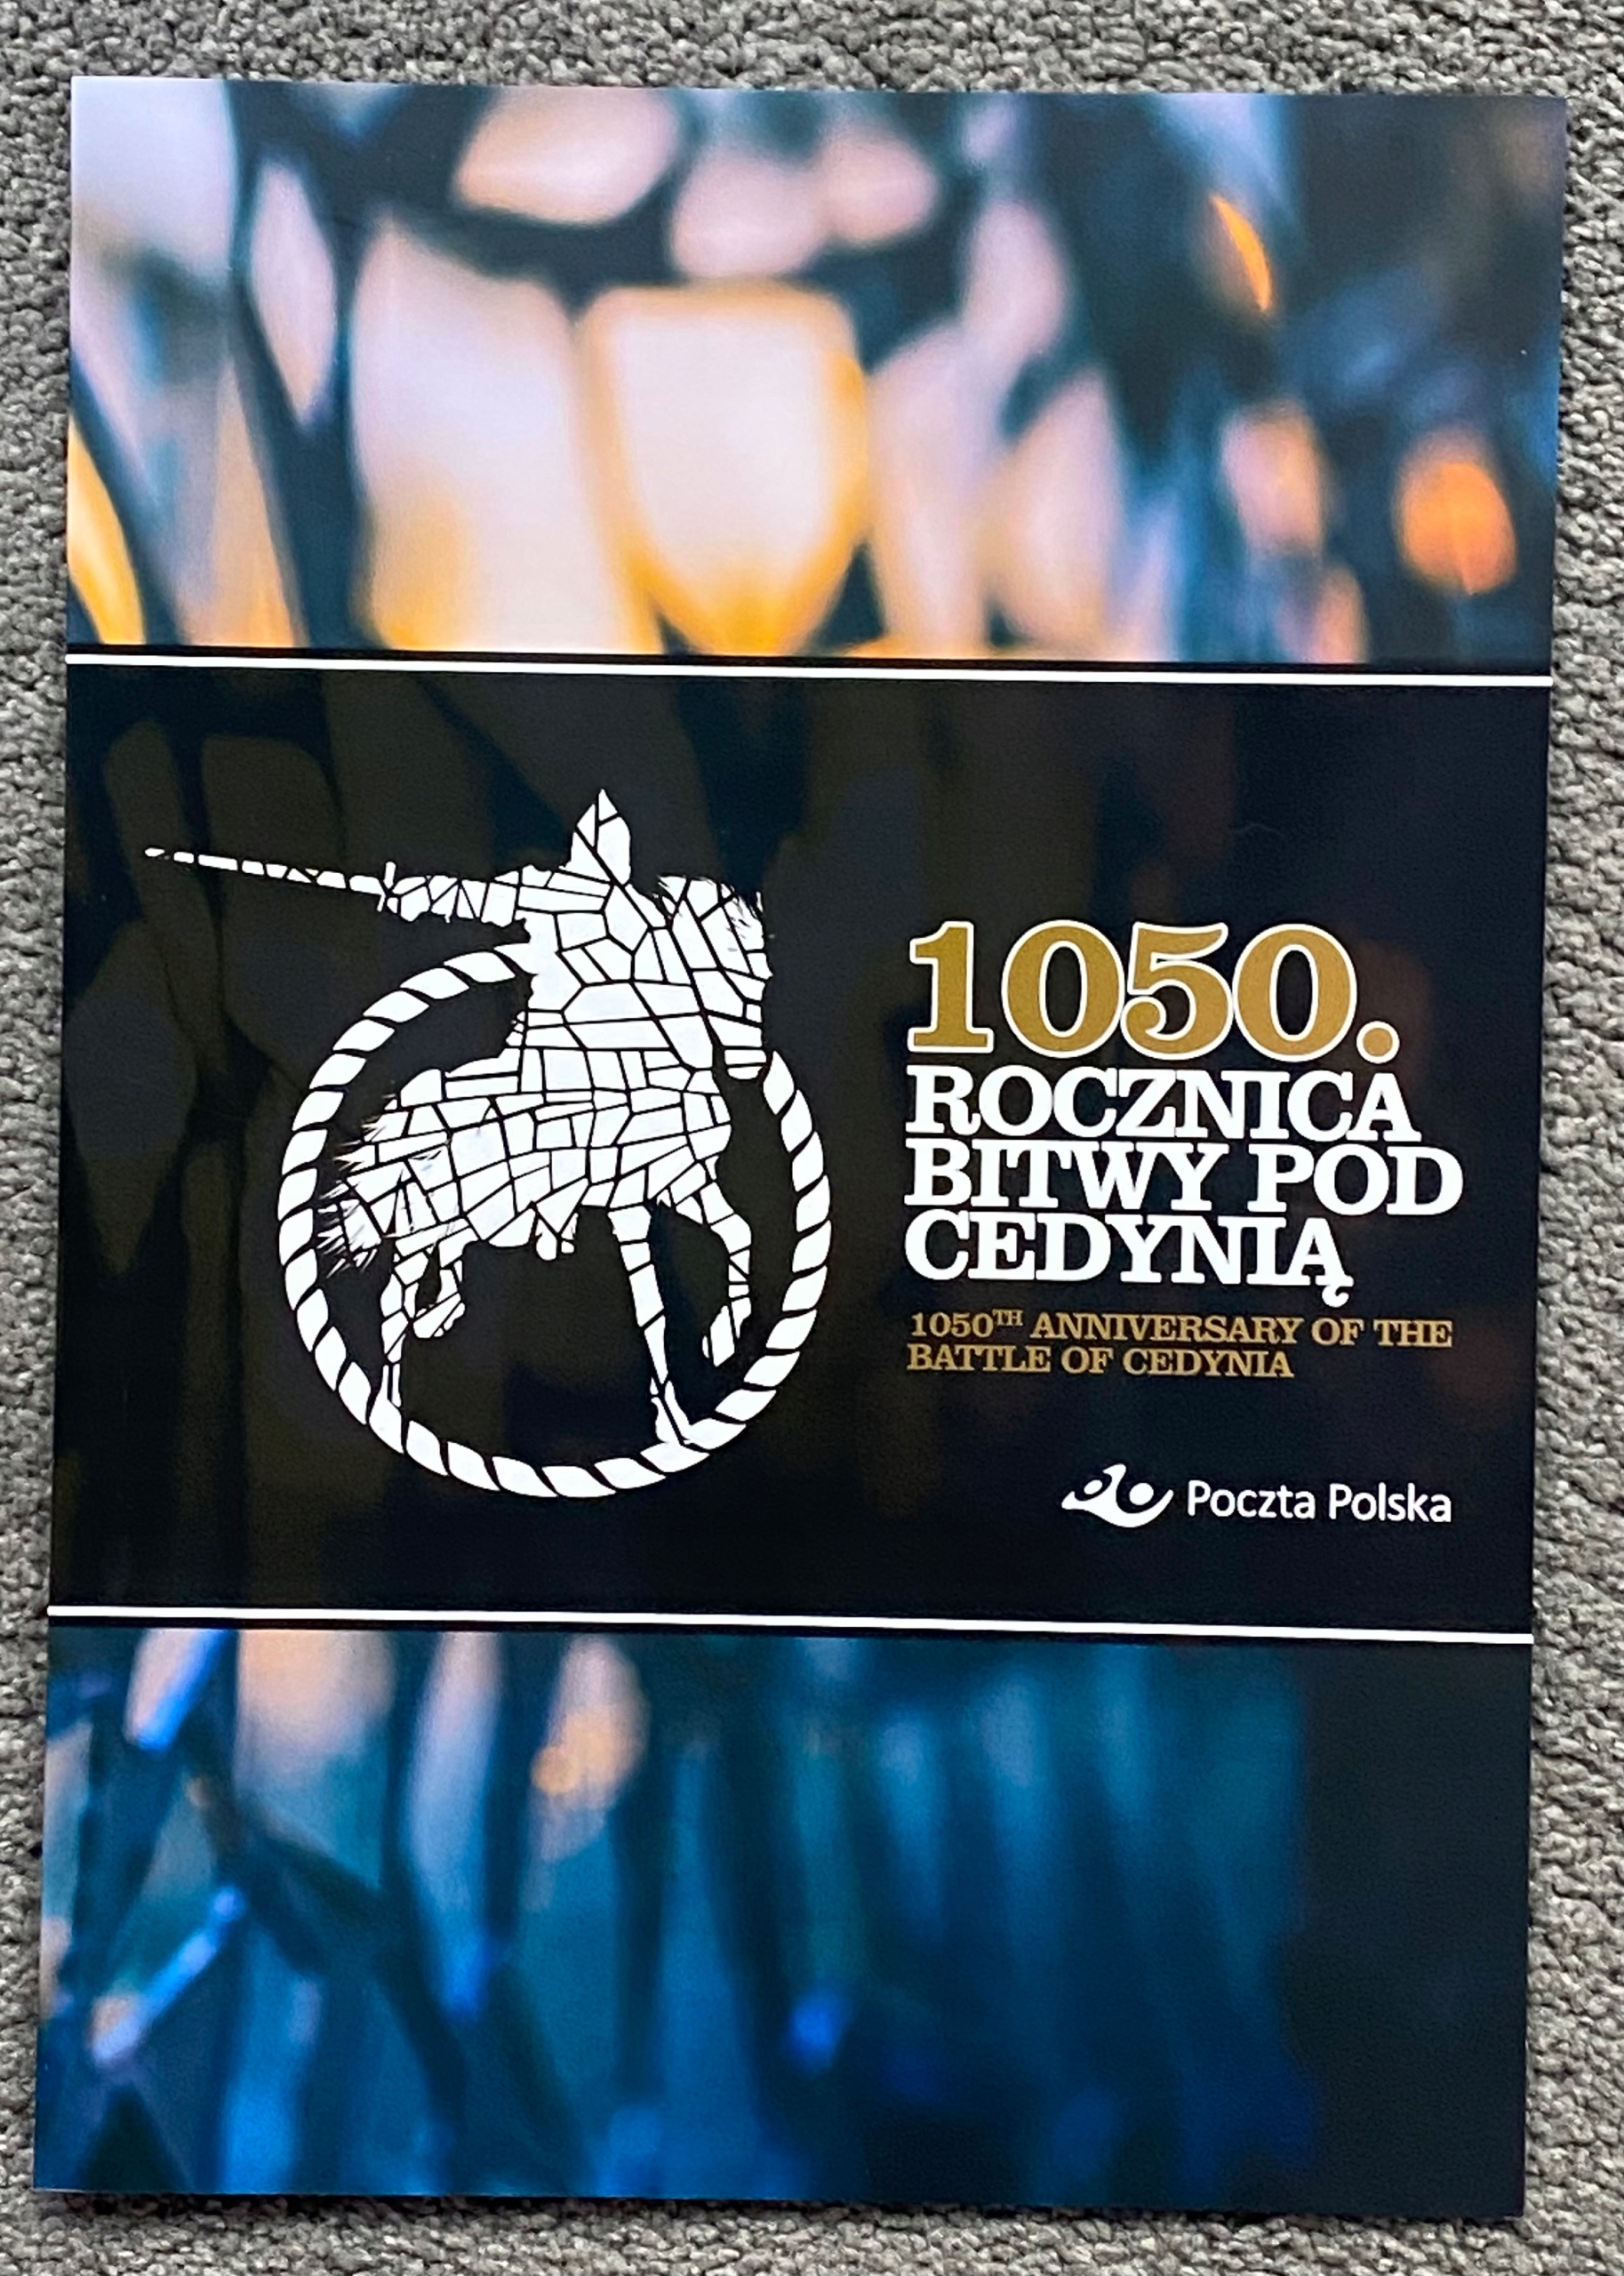 1050.
ROCZNICA
BITWY POD
CEDYNIĄ
1050TH ANNIVERSARY OF THE
BATTLE OF CEDYNIA
Poczta Polska